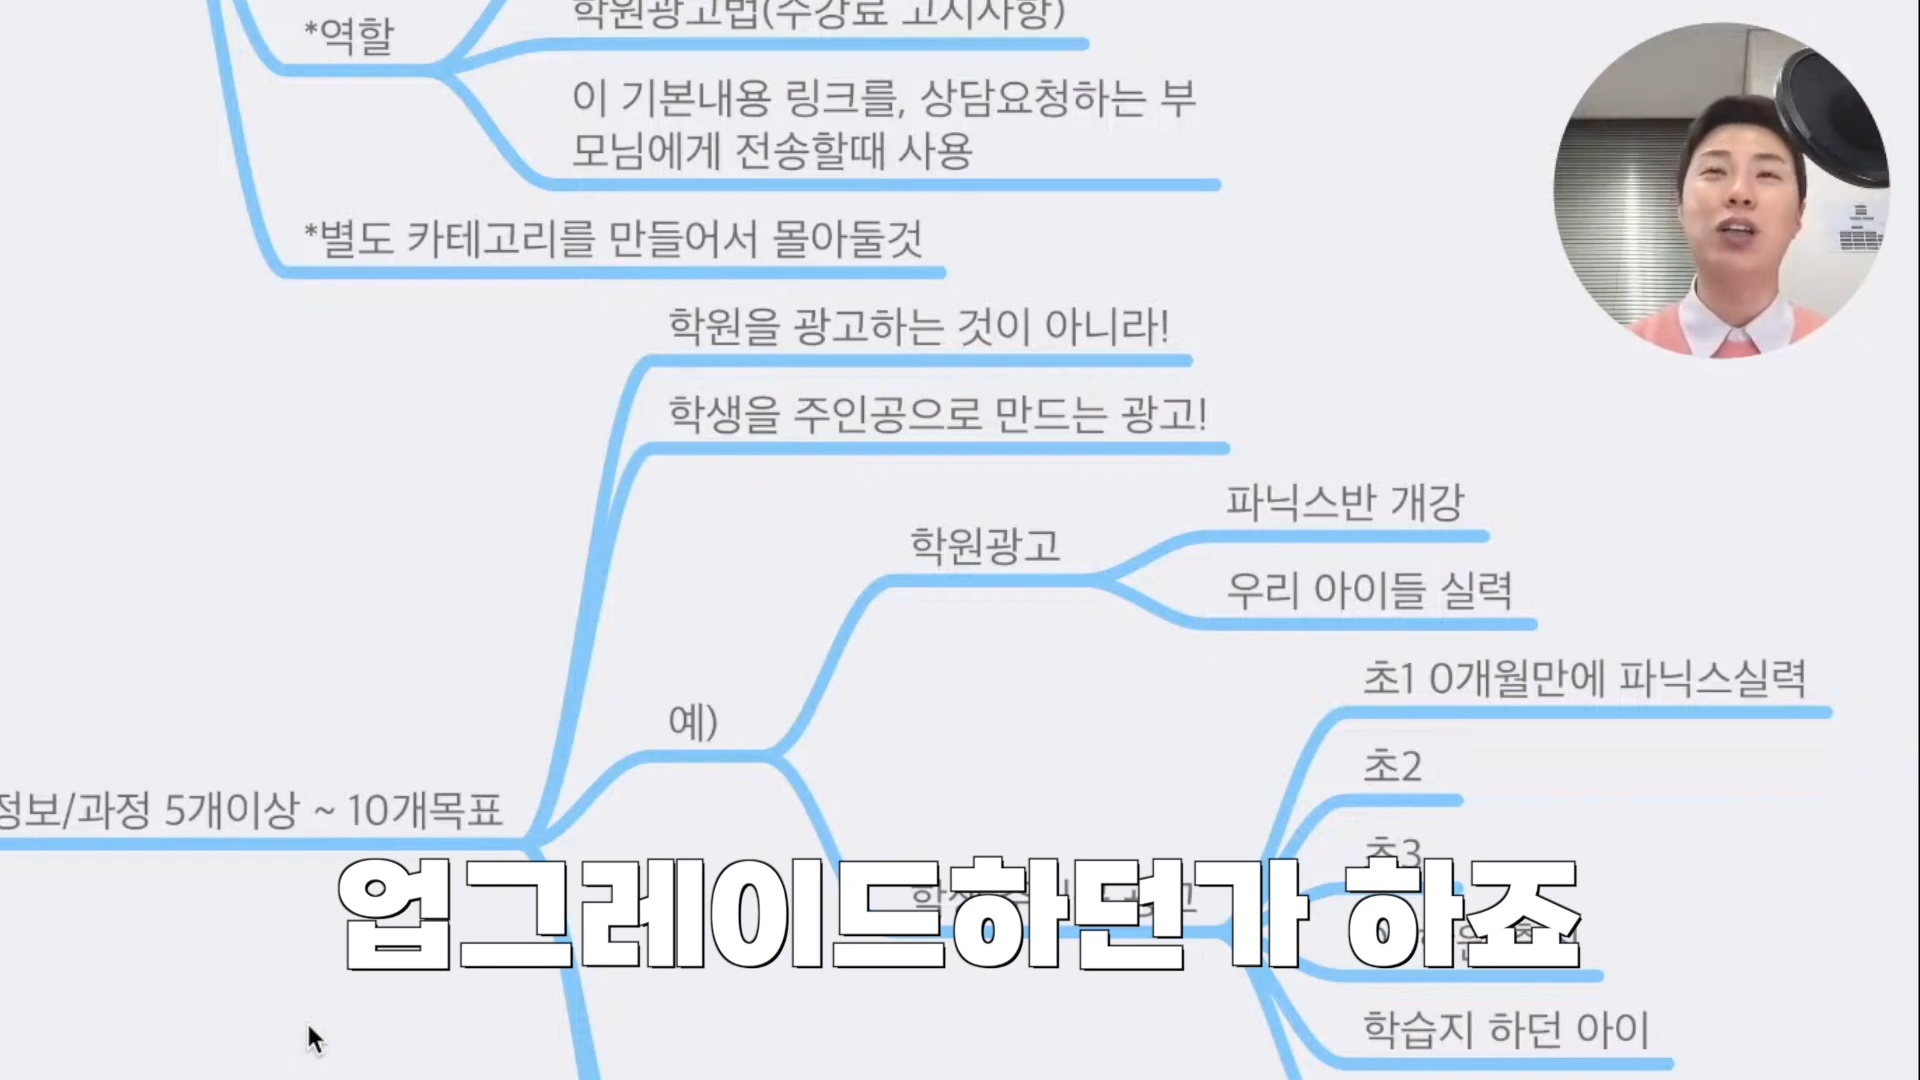 학원광고법(수강료 고시사항)
*역할
이 기본내용 링크를, 상담요청하는 부
모님에게 전송할때 사용
*별도 카테고리를 만들어서 몰아둘것
학원을 광고하는 것이 아니라!
학생을 주인공으로 만드는 광고!
파닉스반 개강
학원광고
우리 아이들 실력
초1 0개월만에 파닉스실력
예)
초2
정보/과정 5개이상 ~ 10개목표
초3
업그레이드하던가 하죠
학습지 하던 아이